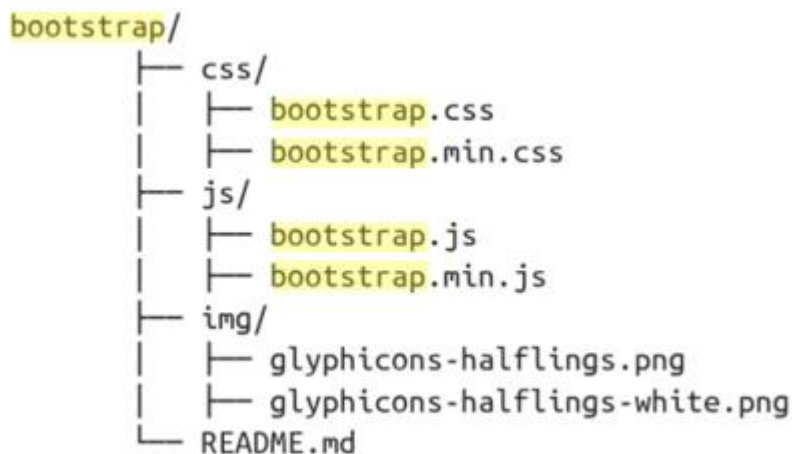 bootstrap/
├── css/
│   ├── bootstrap.css
│   ├── bootstrap.min.css
├── js/
│   ├── bootstrap.js
│   ├── bootstrap.min.js
├── img/
│   ├── glyphicons-halflings.png
│   ├── glyphicons-halflings-white.png
└── README.md